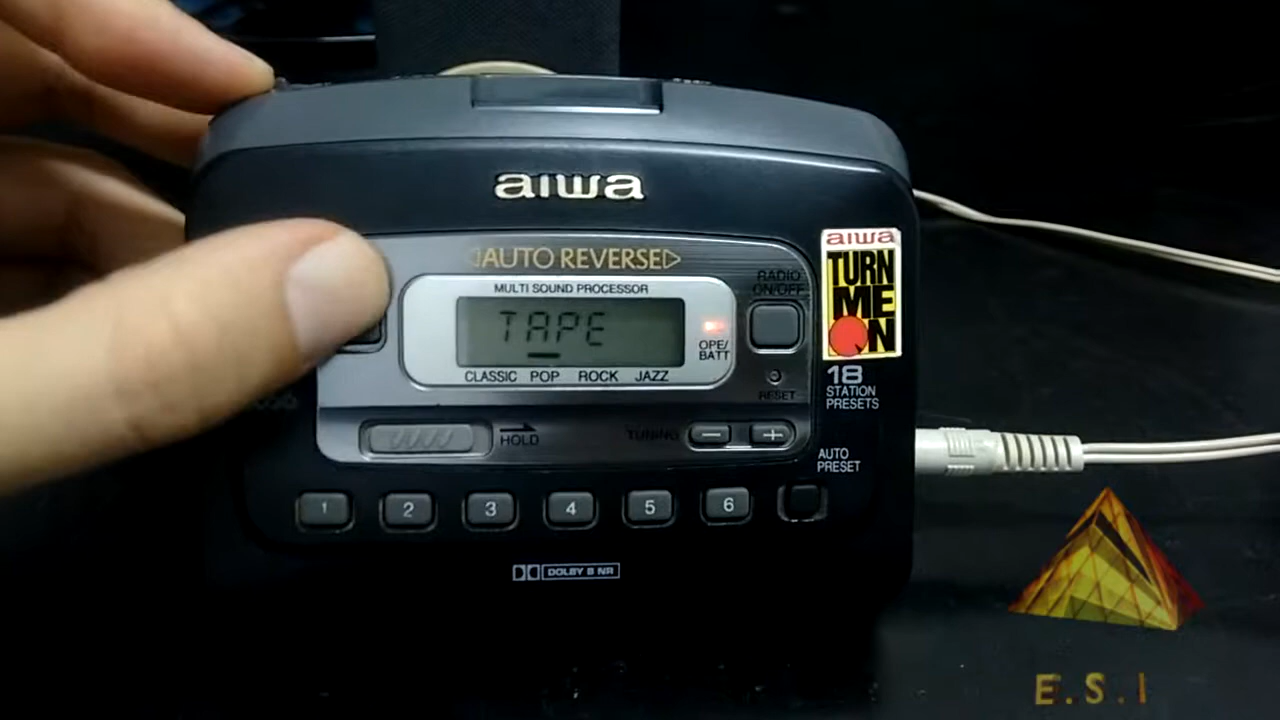 aiwa
AUTO REVERSE
MULTI SOUND PROCESSOR
TAPE
CLASSIC POP ROCK JAZZ
OPE/
BATT
RADIO
ON/OFF
RESET
HOLD
TUNING
− +
aiwa
TURN
ME
ON
18
STATION
PRESETS
AUTO
PRESET
1 2 3 4 5 6
DOLBY B NR
E.S.I